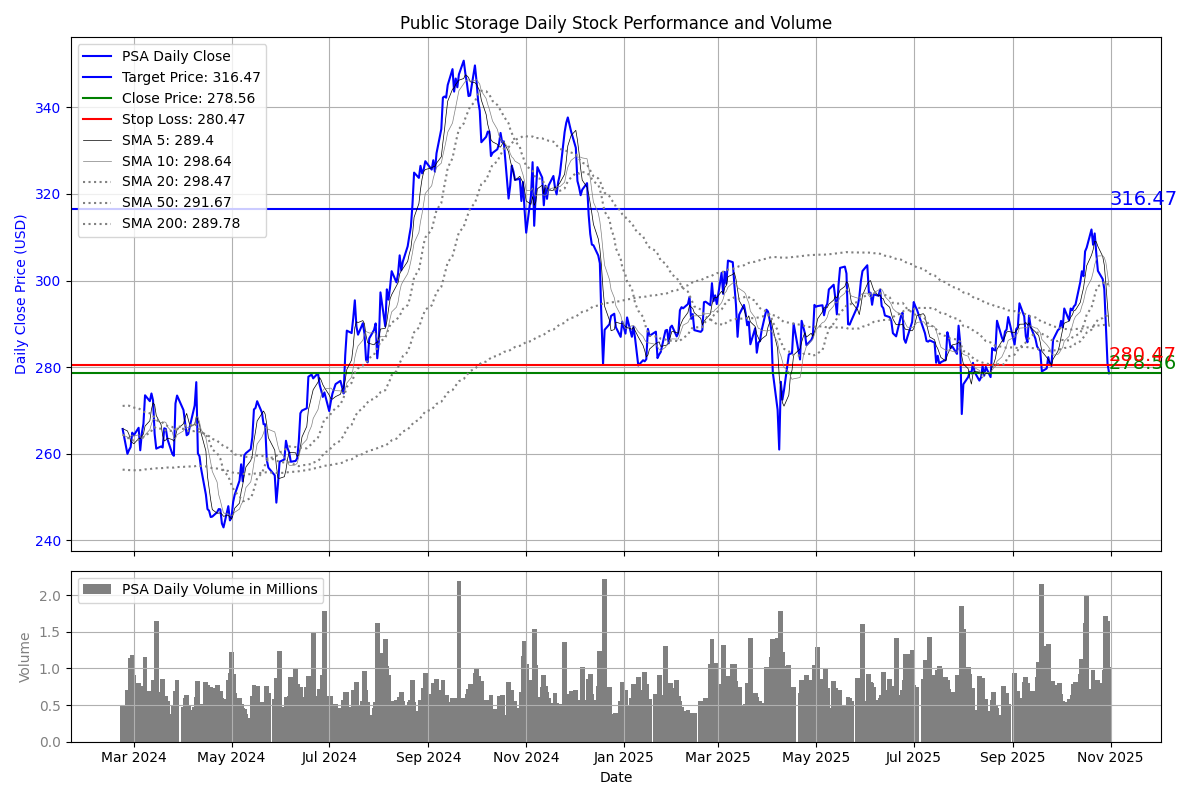 Public Storage Daily Stock Performance and Volume
PSA Daily Close
Target Price: 316.47
Close Price: 278.56
Stop Loss: 280.47
SMA 5: 289.4
SMA 10: 298.64
SMA 20: 298.47
SMA 50: 291.67
SMA 200: 289.78
340
320
300
280
260
240
Daily Close Price (USD)
316.47
280.47
278.56
PSA Daily Volume in Millions
2.0
1.5
1.0
0.5
0.0
Volume
Mar 2024 May 2024 Jul 2024 Sep 2024 Nov 2024 Jan 2025 Mar 2025 May 2025 Jul 2025 Sep 2025 Nov 2025
Date